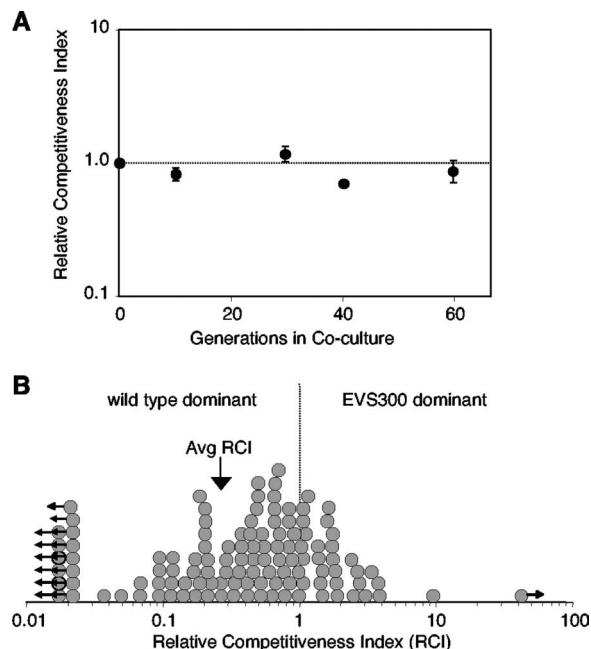 A
10
1.0
0.1
Relative Competitiveness Index
0 20 40 60
Generations in Co-culture
B
wild type dominant EVS300 dominant
Avg RCI
0.01 0.1 1 10 100
Relative Competitiveness Index (RCI)